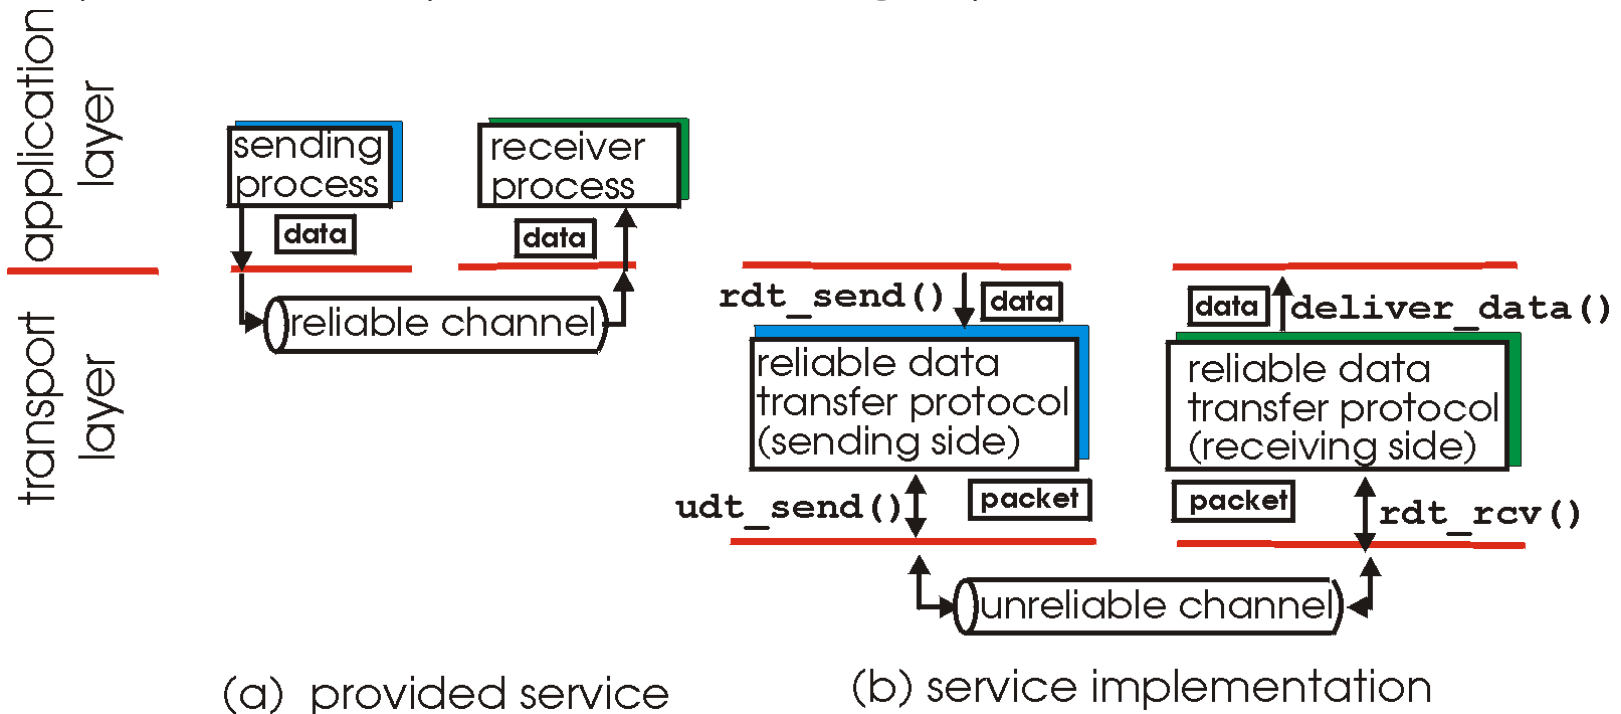 application
layer
transport
layer
sending
process
receiver
process
data
data
reliable channel
rdt_send()
data
data
deliver_data()
reliable data
transfer protocol
(sending side)
reliable data
transfer protocol
(receiving side)
udt_send()
packet
packet
rdt_rcv()
unreliable channel
(a) provided service
(b) service implementation